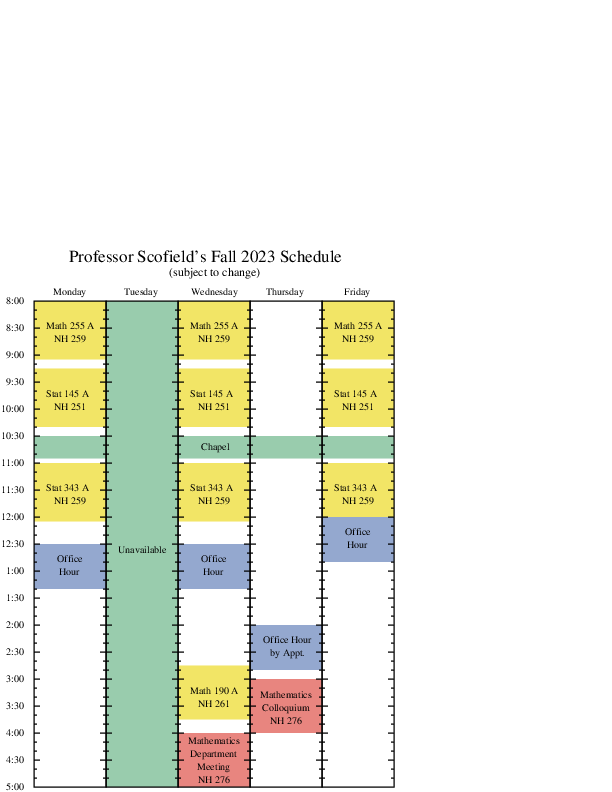 Professor Scofield’s Fall 2023 Schedule
(subject to change)
Monday Tuesday Wednesday Thursday Friday
8:00
8:30
9:00
9:30
10:00
10:30
11:00
11:30
12:00
12:30
1:00
1:30
2:00
2:30
3:00
3:30
4:00
4:30
5:00
Math 255 A
NH 259
Stat 145 A
NH 251
Stat 343 A
NH 259
Office
Hour
Unavailable
Math 255 A
NH 259
Stat 145 A
NH 251
Chapel
Stat 343 A
NH 259
Office
Hour
Math 190 A
NH 261
Mathematics
Department
Meeting
NH 276
Office Hour
by Appt.
Mathematics
Colloquium
NH 276
Math 255 A
NH 259
Stat 145 A
NH 251
Stat 343 A
NH 259
Office
Hour